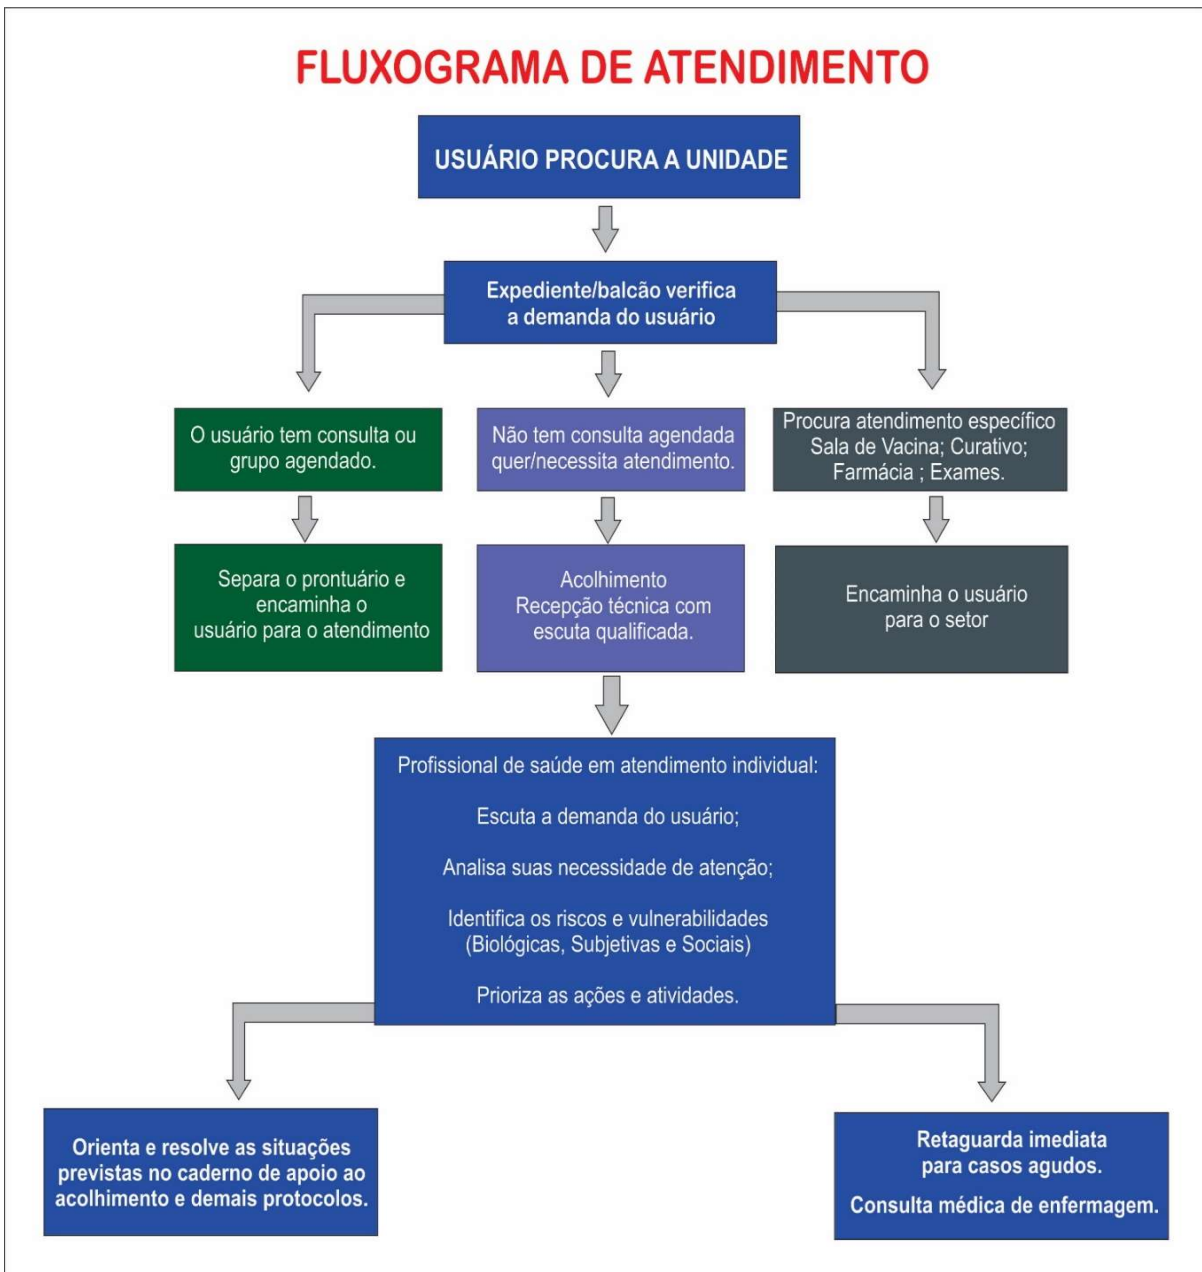 FLUXOGRAMA DE ATENDIMENTO
USUÁRIO PROCURA A UNIDADE
Expediente/balcão verifica
a demanda do usuário
O usuário tem consulta ou
grupo agendado.
Não tem consulta agendada
quer/necessita atendimento.
Procura atendimento específico
Sala de Vacina; Curativo;
Farmácia ; Exames.
Separa o prontuário e
encaminha o
usuário para o atendimento
Acolhimento
Recepção técnica com
escuta qualificada.
Encaminha o usuário
para o setor
Profissional de saúde em atendimento individual:
Escuta a demanda do usuário;
Analisa suas necessidade de atenção;
Identifica os riscos e vulnerabilidades
(Biológicas, Subjetivas e Sociais)
Prioriza as ações e atividades.
Orienta e resolve as situações
previstas no caderno de apoio ao
acolhimento e demais protocolos.
Retaguarda imediata
para casos agudos.
Consulta médica de enfermagem.